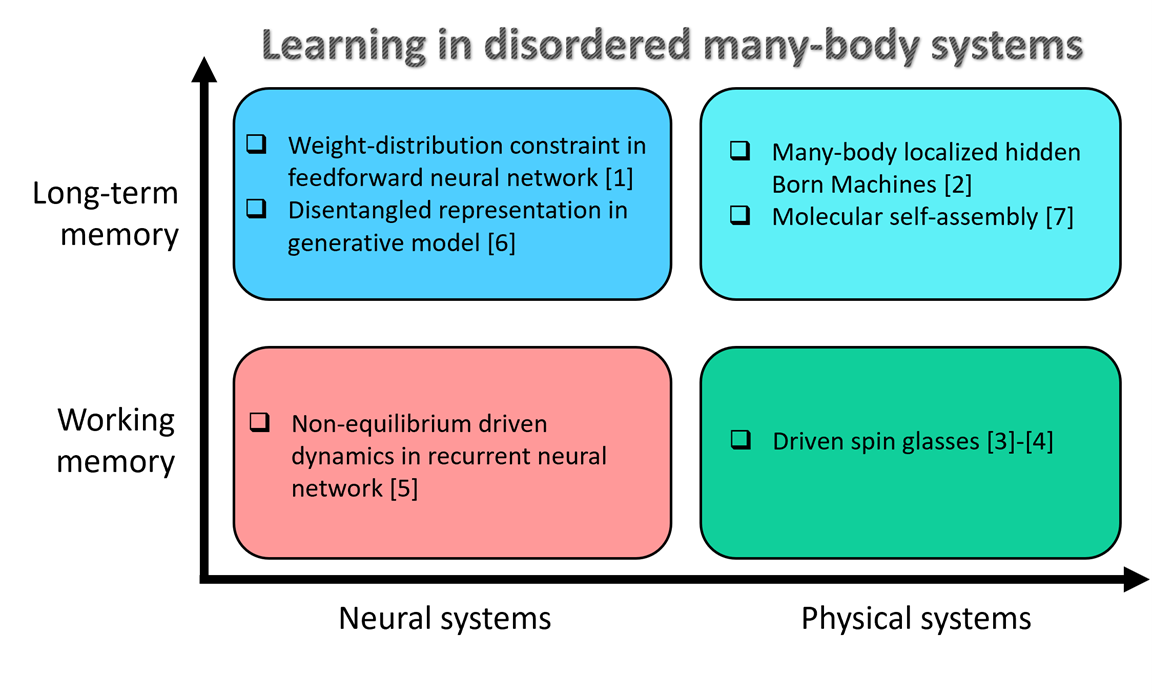 Learning in disordered many-body systems
Long-term
memory
❑ Weight-distribution constraint in
feedforward neural network [1]
❑ Disentangled representation in
generative model [6]
❑ Many-body localized hidden
Born Machines [2]
❑ Molecular self-assembly [7]
Working
memory
❑ Non-equilibrium driven
dynamics in recurrent neural
network [5]
❑ Driven spin glasses [3]-[4]
Neural systems
Physical systems